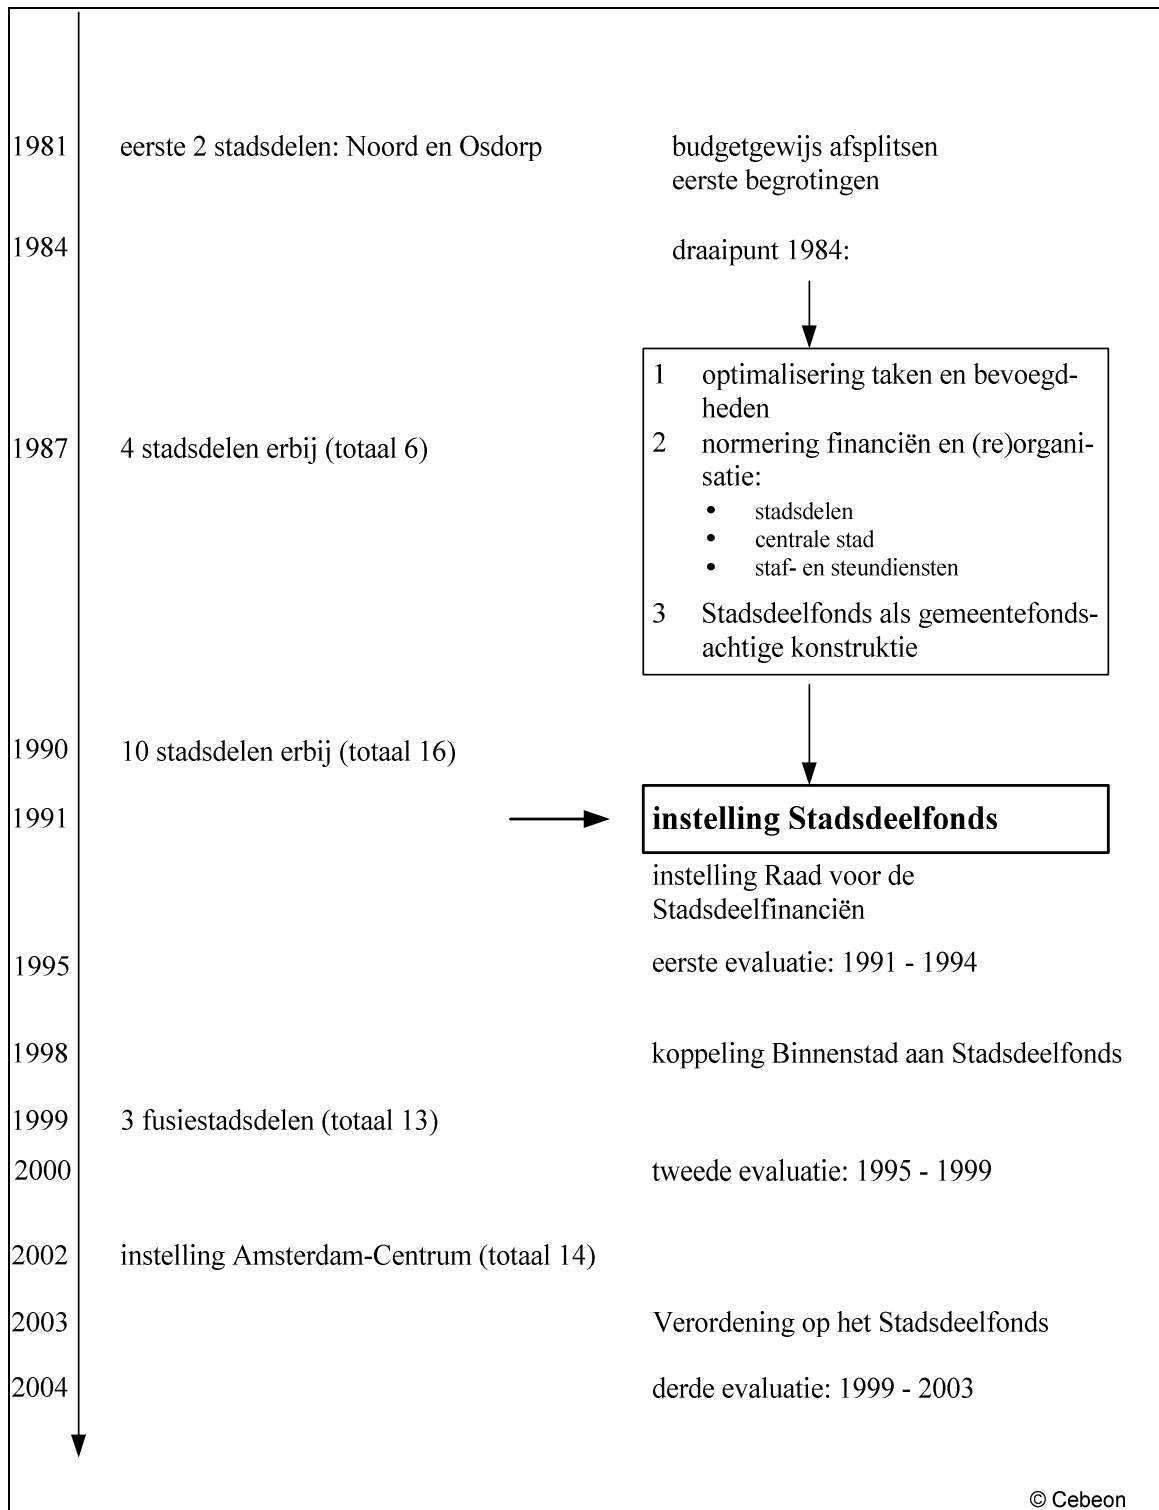 1981
eerste 2 stadsdelen: Noord en Osdorp
budgetgewijs afsplitsen
eerste begrotingen
1984
draaipunt 1984:
1 optimalisering taken en bevoegd-
heden
1987
4 stadsdelen erbij (totaal 6)
2 normering financiën en (re)organi-
satie:
• stadsdelen
• centrale stad
• staf- en steundiensten
3 Stadsdeelfonds als gemeentefonds-
achtige konstruktie
1990
10 stadsdelen erbij (totaal 16)
1991
instelling Stadsdeelfonds
instelling Raad voor de
Stadsdeelfinanciën
1995
eerste evaluatie: 1991 - 1994
1998
koppeling Binnenstad aan Stadsdeelfonds
1999
3 fusiestadsdelen (totaal 13)
2000
tweede evaluatie: 1995 - 1999
2002
instelling Amsterdam-Centrum (totaal 14)
2003
Verordening op het Stadsdeelfonds
2004
derde evaluatie: 1999 - 2003
© Cebeon